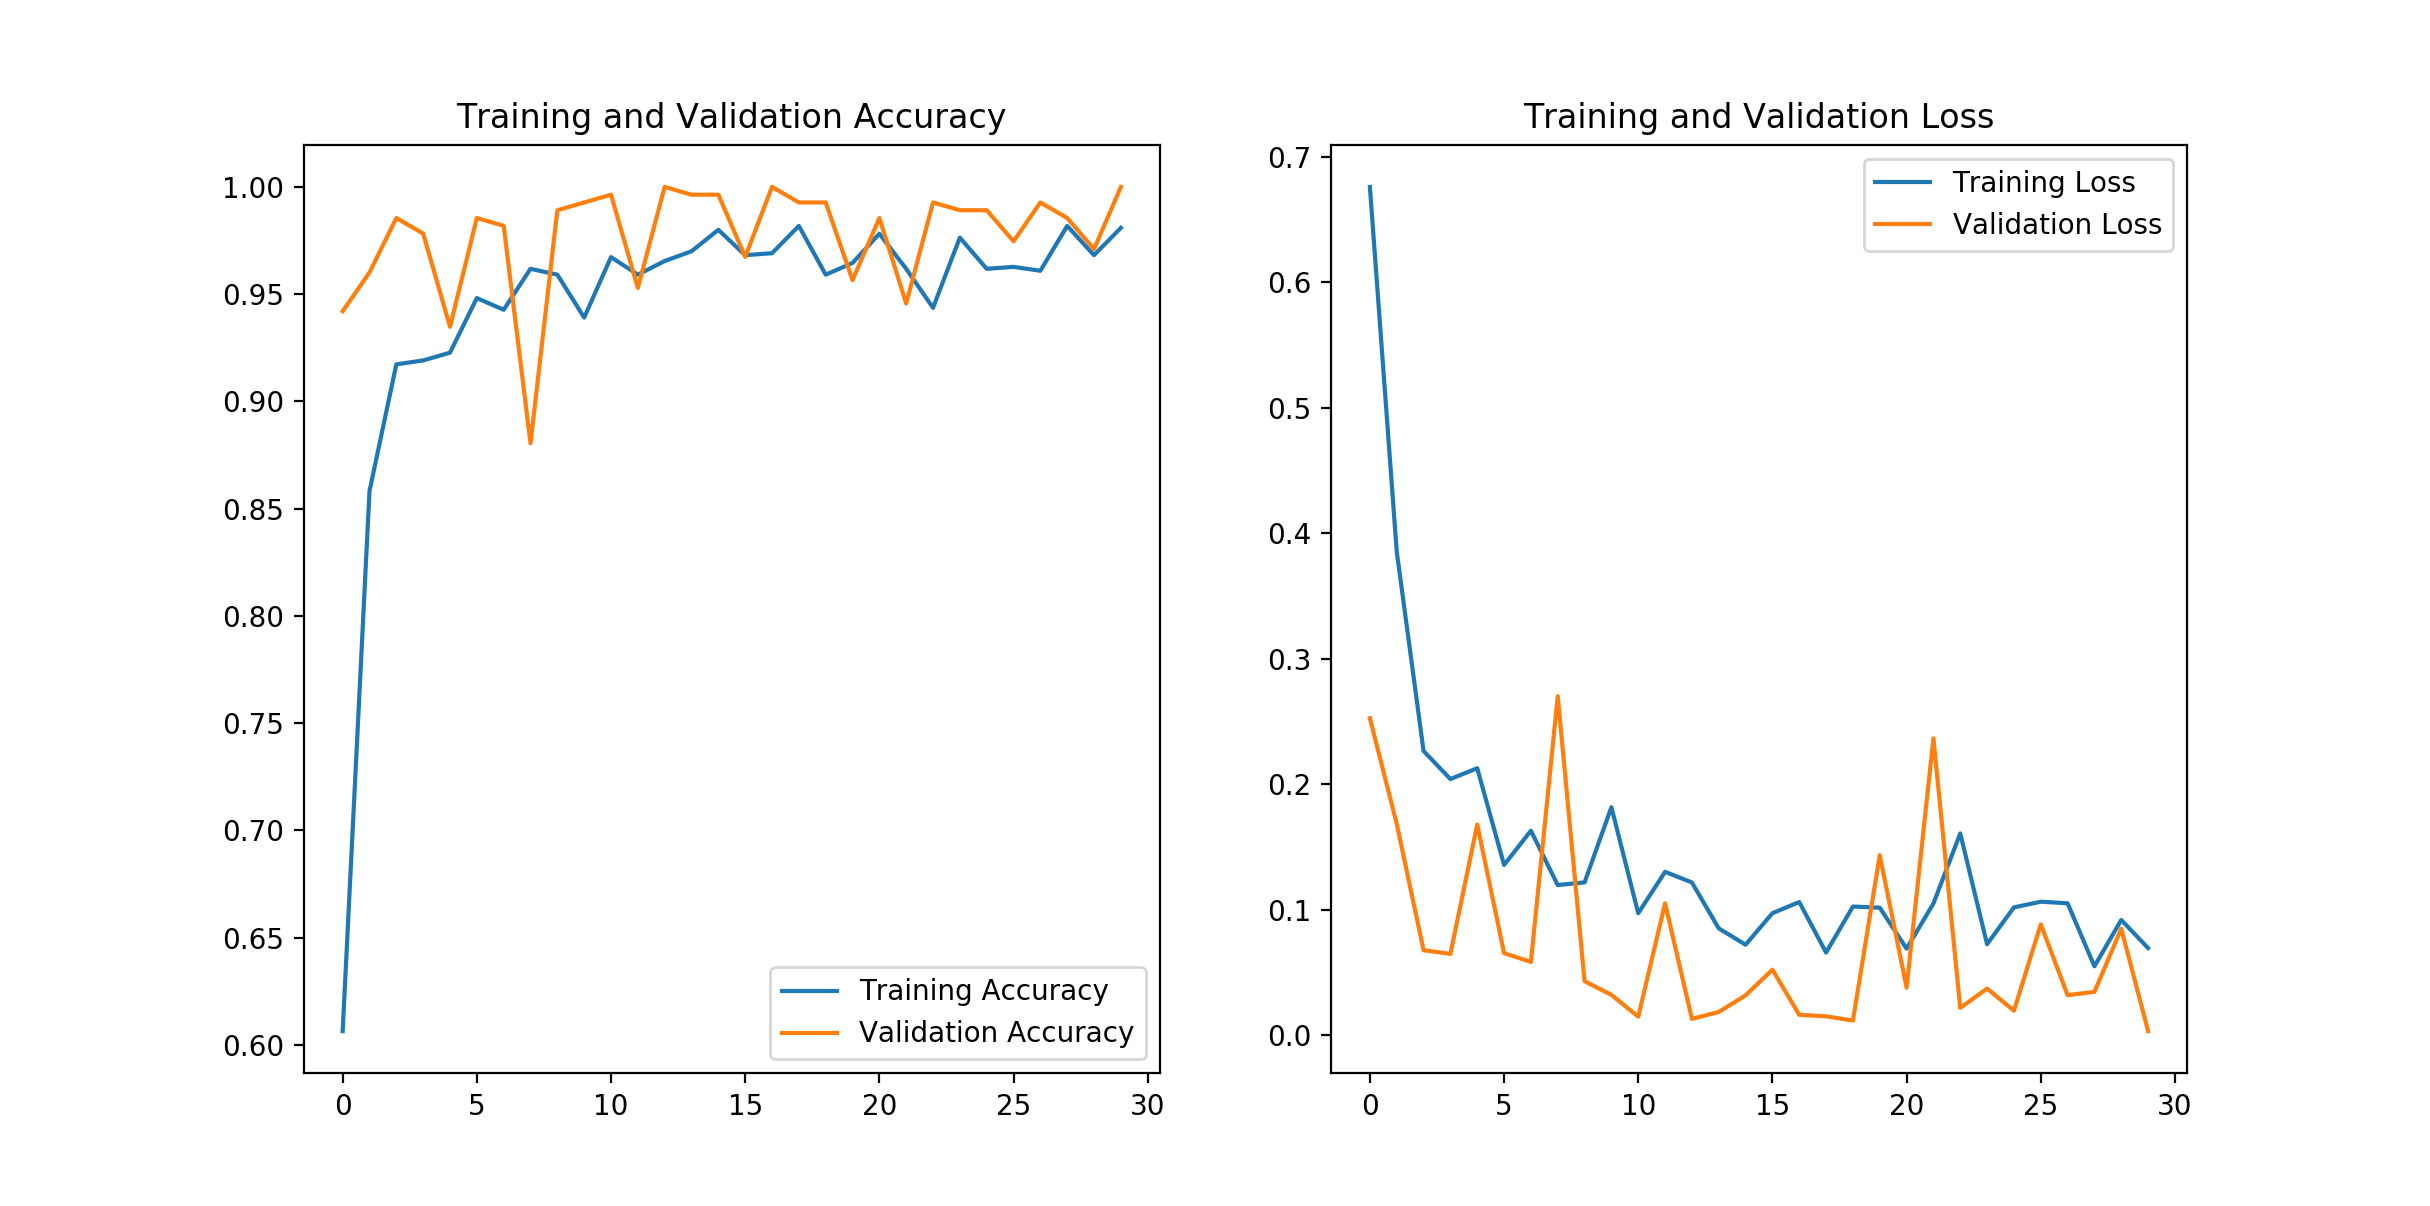 Training and Validation Accuracy
1.00
0.95
0.90
0.85
0.80
0.75
0.70
0.65
0.60
Training Accuracy
Validation Accuracy
0 5 10 15 20 25 30
Training and Validation Loss
0.7
0.6
0.5
0.4
0.3
0.2
0.1
0.0
Training Loss
Validation Loss
0 5 10 15 20 25 30